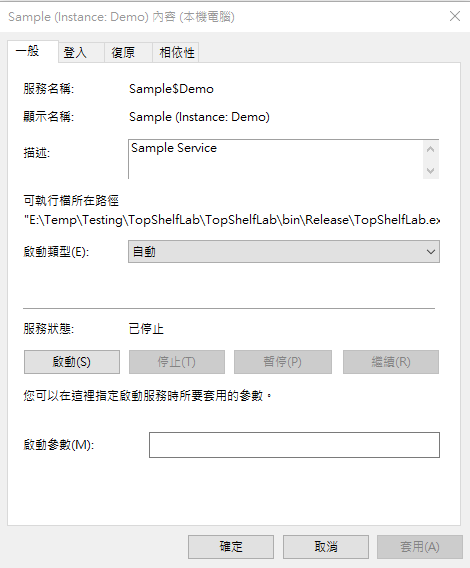 Sample (Instance: Demo) 內容 (本機電腦)
一般 登入 復原 相依性
服務名稱: Sample$Demo
顯示名稱: Sample (Instance: Demo)
描述: Sample Service
可執行檔所在路徑
"E:\Temp\Testing\TopShelfLab\TopShelfLab\bin\Release\TopShelfLab.ex
啟動類型(E): 自動
服務狀態: 已停止
啟動(S) 停止(T) 暫停(P) 繼續(R)
您可以在這裡指定啟動服務時所要套用的參數。
啟動參數(M):
確定 取消 套用(A)